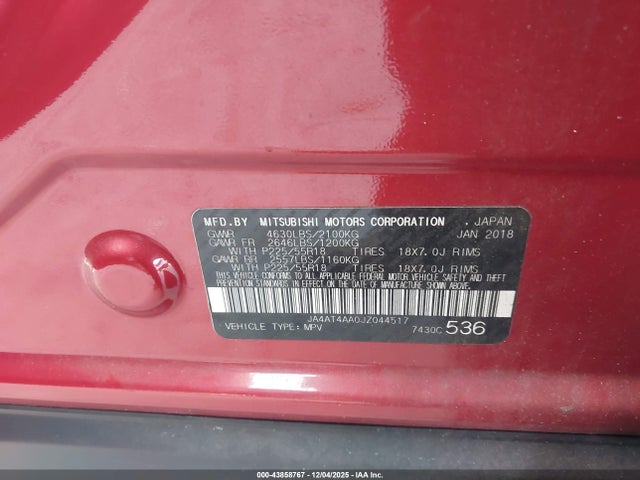 MFD.BY MITSUBISHI MOTORS CORPORATION JAPAN
GWWR 4630LBS/2100KG JAN 2018
GAWR FR 2646LBS/1200KG
WITH P225/55R18 TIRES 18X7.0J RIMS
GAWR RR 2557LBS/1160KG
WITH P225/55R18 TIRES 18X7.0J RIMS
THIS VEHICLE CONFORMS TO ALL APPLICABLE FEDERAL MOTOR VEHICLE SAFETY AND THEFT
PREVENTION STANDARDS IN EFFECT ON THE DATE OF MANUFACTURE SHOWN ABOVE.
JA4AT4AA0JZ044517
VEHICLE TYPE: MPV 7430C 536
000-43858767 - 12/04/2025 - IAA Inc.